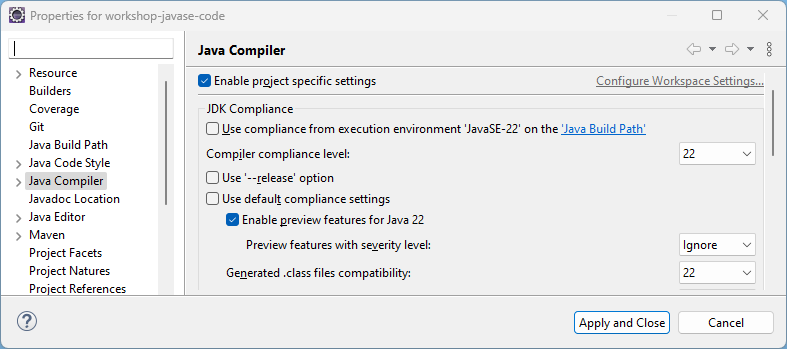 Properties for workshop-javase-code
Java Compiler
Resource
Builders
Coverage
Git
Java Build Path
Java Code Style
Java Compiler
Javadoc Location
Java Editor
Maven
Project Facets
Project Natures
Project References
Enable project specific settings
Configure Workspace Settings...
JDK Compliance
Use compliance from execution environment 'JavaSE-22' on the 'Java Build Path'
Compiler compliance level: 22
Use '--release' option
Use default compliance settings
Enable preview features for Java 22
Preview features with severity level: Ignore
Generated .class files compatibility: 22
?
Apply and Close
Cancel